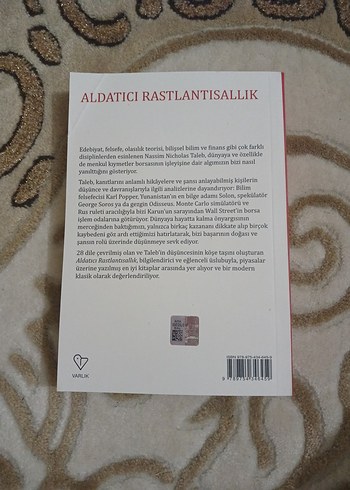 ALDATICI RASTLANTISALLIK
Edebiyat, felsefe, olasılık teorisi, bilişsel bilim ve finans gibi çok farklı
disiplinlerden esinlenen Nassim Nicholas Taleb, dünyaya ve özellikle
de menkul kıymetler borsasının işleyişine dair algımızın bizi nasıl
yanılttığını gösteriyor.
Taleb, kanıtlarını anlamlı hikâyelere ve yansı anlayabilmiş kişilerin
düşünce ve davranışlarıyla ilgili analizlerine dayandırıyor: Bilim
felsefecisi Karl Popper, Yunanistan'ın en bilge adamı Solon, spekülatör
George Soros ya da gezgin Odisseu. Monte Carlo simülatörü ve
Rus ruleti aracılığıyla bizi Karun'un sarayından Wall Street'in borsa
işlem odalarına götürüyor. Dünyayı hayatta kalma önyargısının
merceğinden baktığımızı, yalnızca birkaç kazananı dikkate alıp birçok
kaybedeni göz ardı ettiğimizi hatırlatarak, bizi başarının doğası ve
şansın rolü üzerinde düşünmeye sevk ediyor.
28 dile çevrilmiş olan ve Taleb'in düşüncesinin köşe taşını oluşturan
Aldatıcı Rastlantısallık, bilgilendirici ve eğlenceli üslubuyla, piyasalar
üzerine yazılmış en iyi kitaplar arasında yer alıyor ve bir modern
klasik olarak değerlendiriliyor.
VARLIK